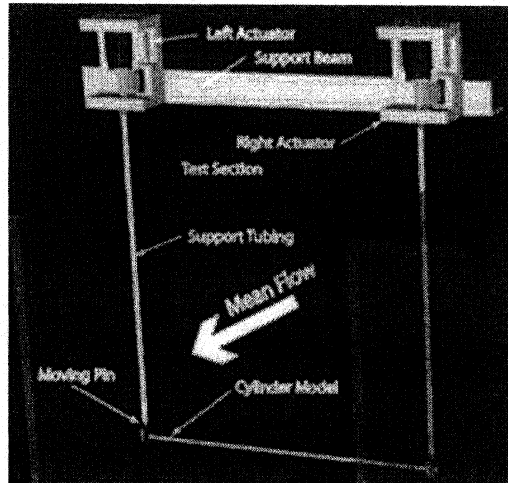 Left Actuator
Support Beam
Right Actuator
Test Section
Support Tubing
Mean Flow
Moving Pin
Cylinder Model